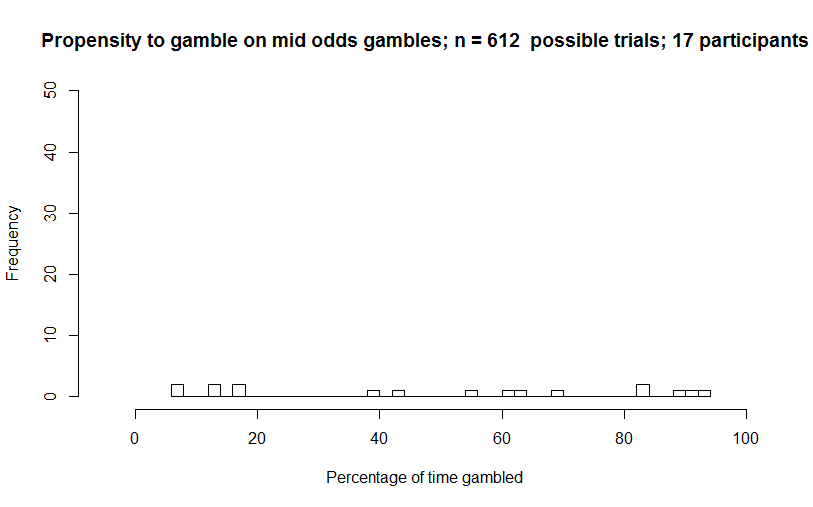 Propensity to gamble on mid odds gambles; n = 612  possible trials; 17 participants
50
40
30
20
10
0
Frequency
0 20 40 60 80 100
Percentage of time gambled